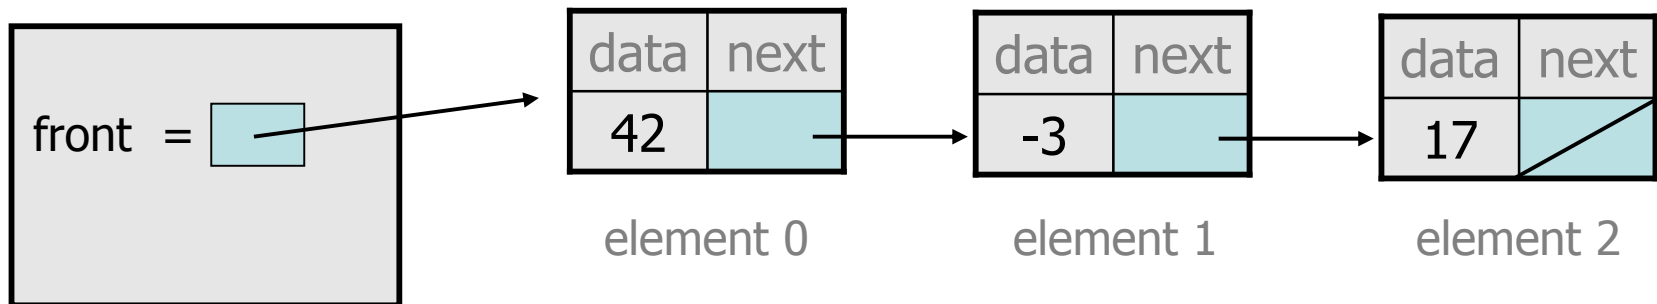 data next data next data next
front = 42 -3 17
element 0 element 1 element 2